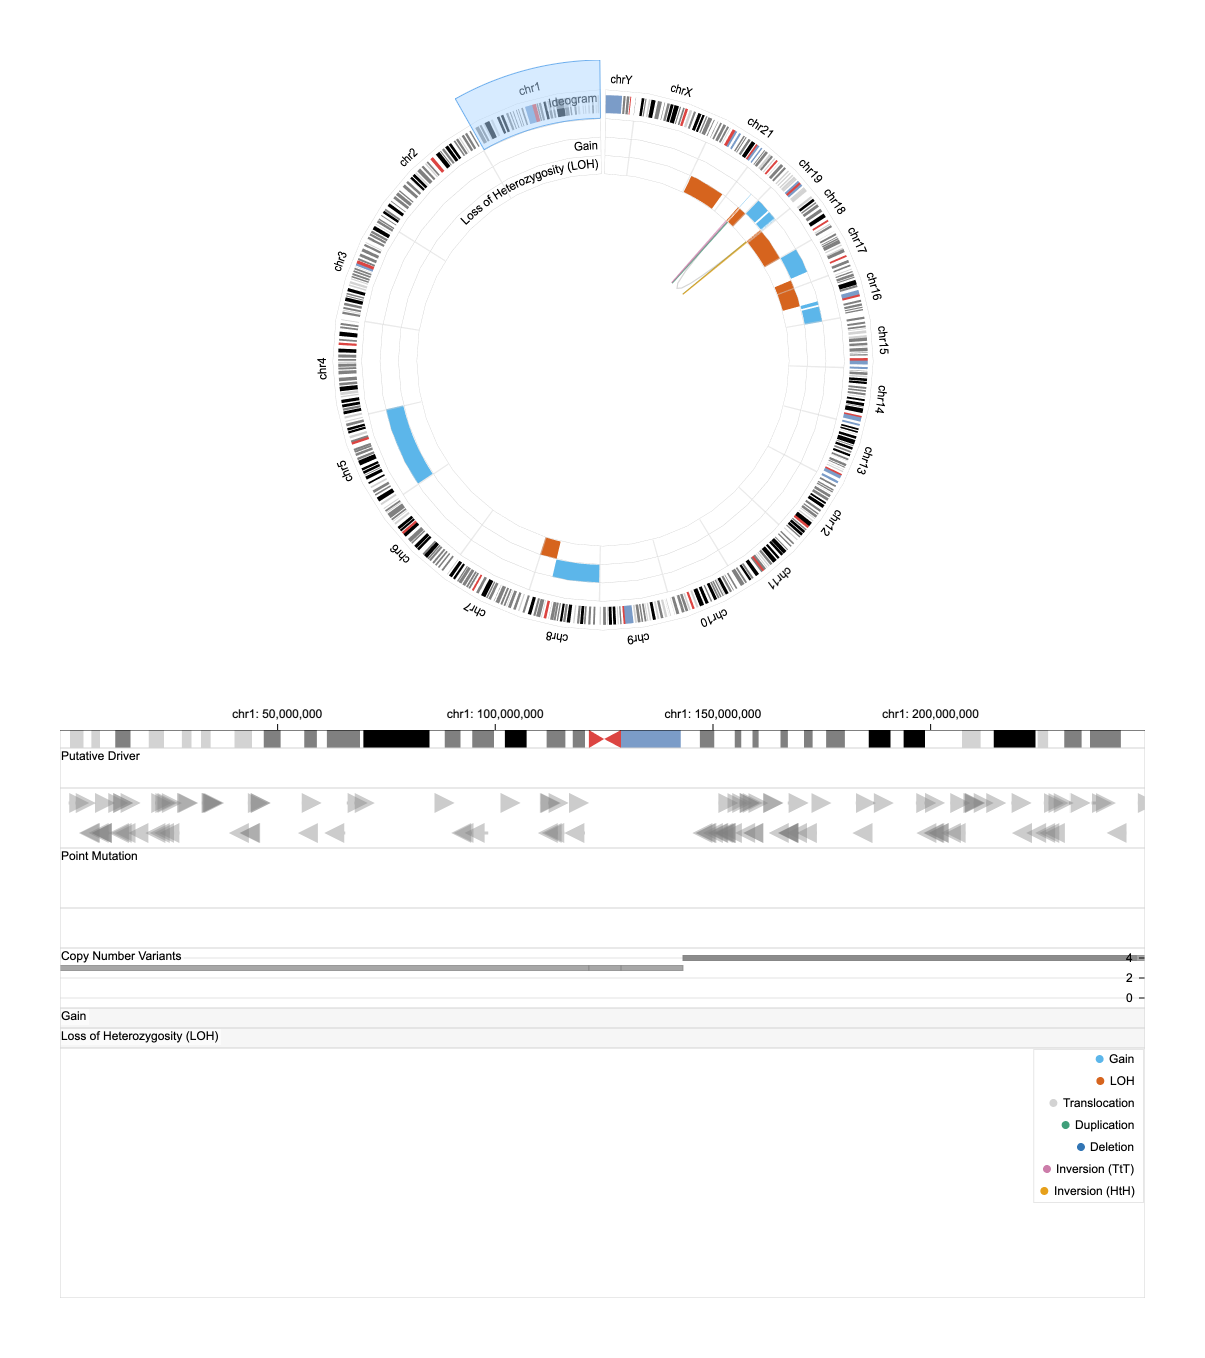 chrY
chrX
chr21
chr19
chr18
chr17
chr16
chr15
chr14
chr13
chr12
chr11
chr10
chr9
chr8
chr7
chr6
chr5
chr4
chr3
chr2
chr1
Ideogram
Gain
Loss of Heterozygosity (LOH)
chr1: 50,000,000 chr1: 100,000,000 chr1: 150,000,000 chr1: 200,000,000
Putative Driver
Point Mutation
Copy Number Variants
4
2
0
Gain
Loss of Heterozygosity (LOH)
Gain
LOH
Translocation
Duplication
Deletion
Inversion (TtT)
Inversion (HtH)